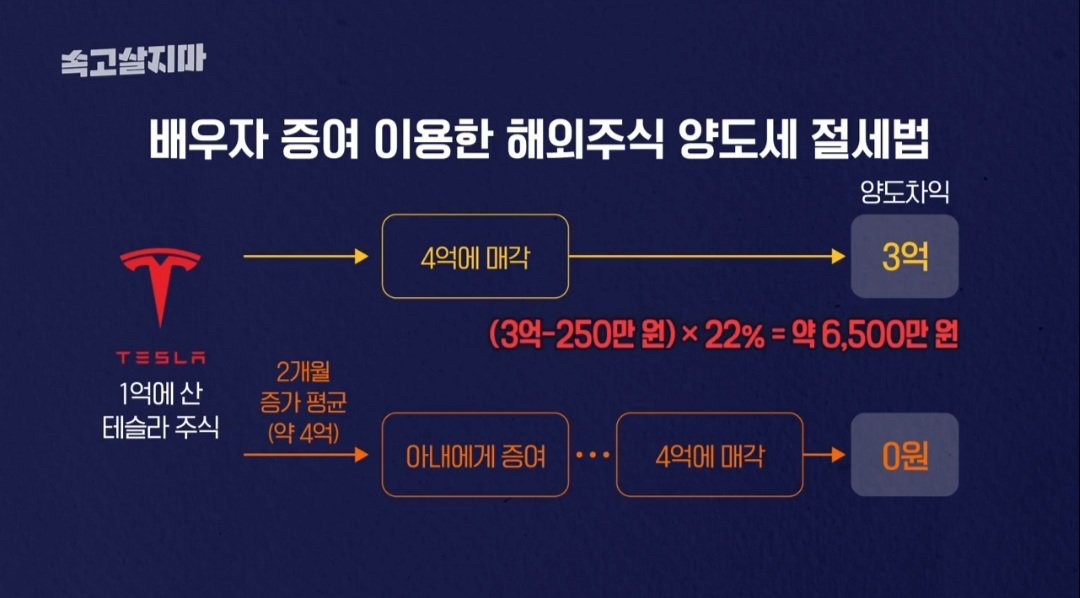 속고살지마
배우자 증여 이용한 해외주식 양도세 절세법
양도차익
4억에 매각
3억
(3억-250만 원) × 22% = 약 6,500만 원
TESLA
1억에 산
테슬라 주식
2개월
증가 평균
(약 4억)
아내에게 증여
•••
4억에 매각
0원